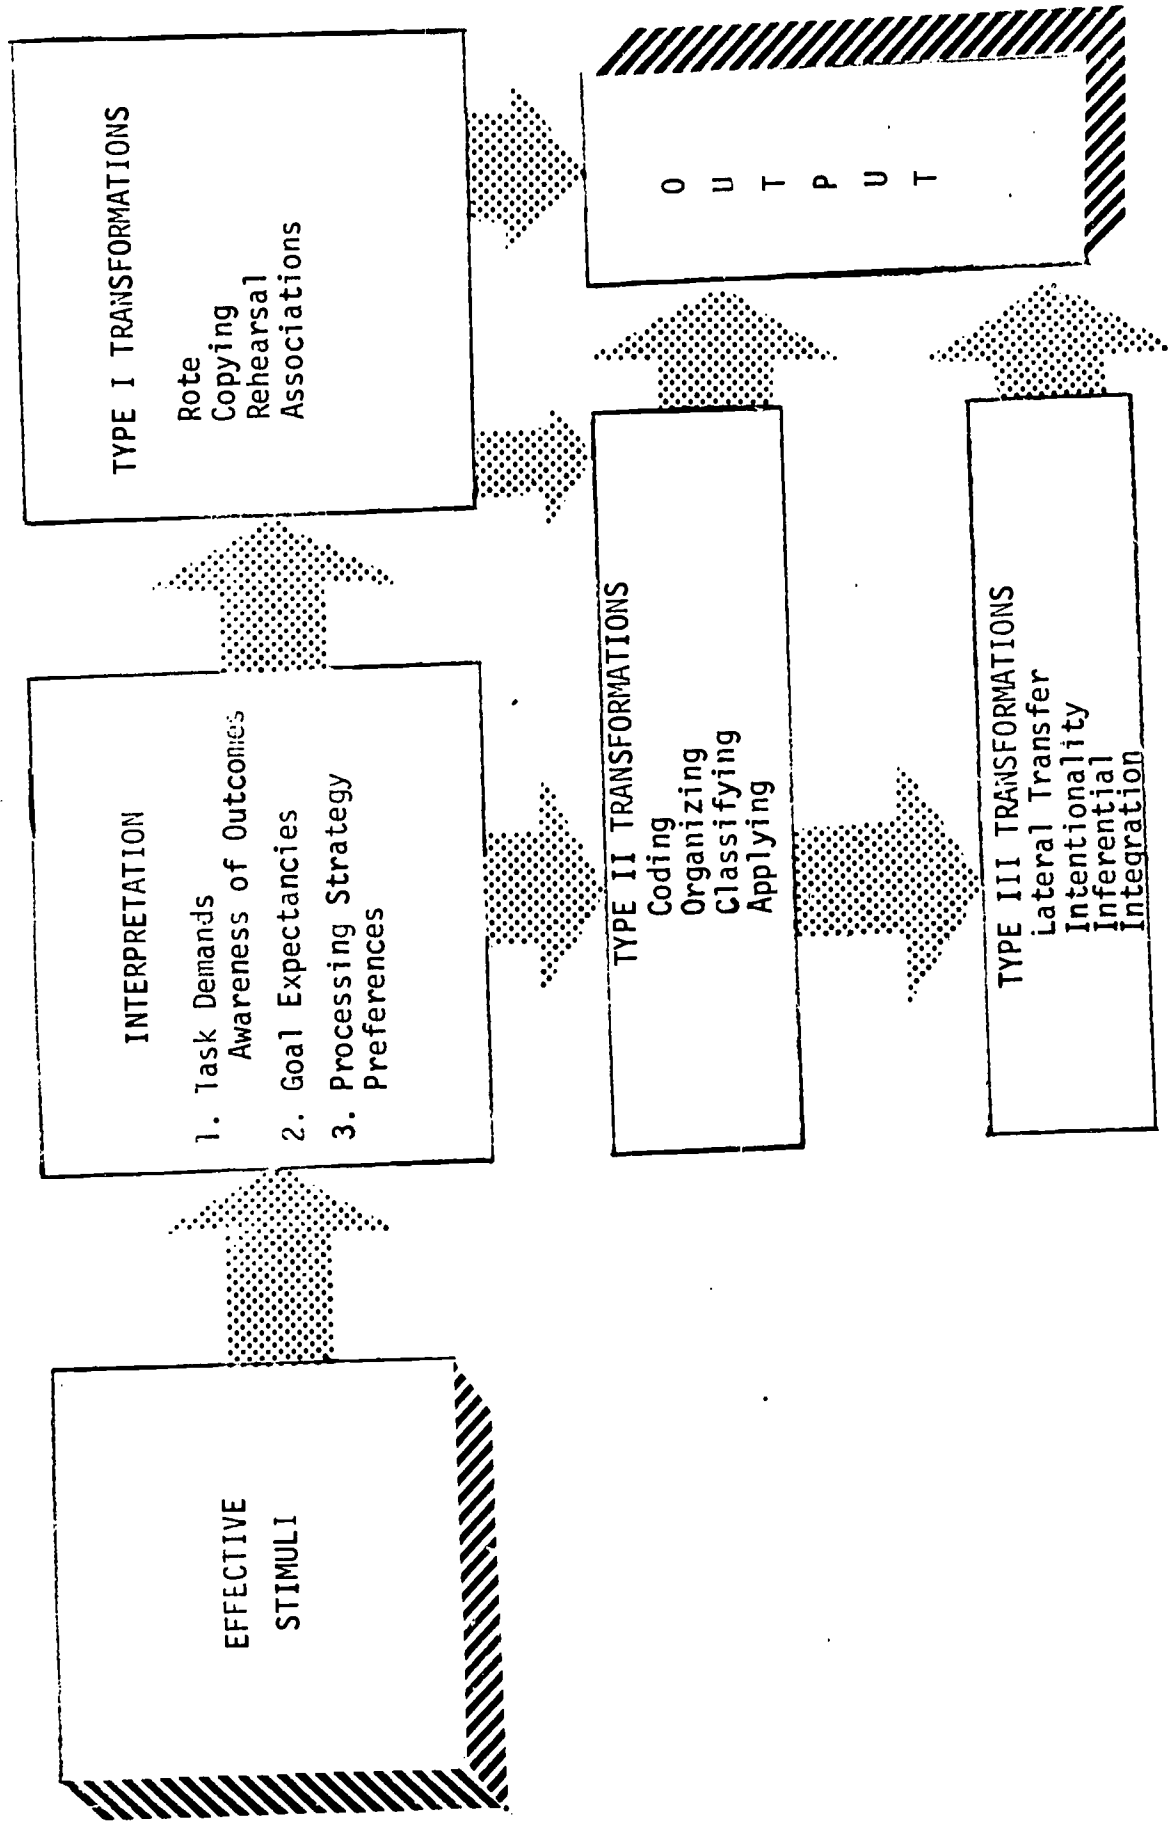 EFFECTIVE
STIMULI
INTERPRETATION
1. Task Demands
Awareness of Outcomes
2. Goal Expectancies
3. Processing Strategy
Preferences
TYPE I TRANSFORMATIONS
Rote
Copying
Rehearsal
Associations
TYPE II TRANSFORMATIONS
Coding
Organizing
Classifying
Applying
TYPE III TRANSFORMATIONS
Lateral Transfer
Intentionality
Inferential
Integration
O
U
T
P
U
T